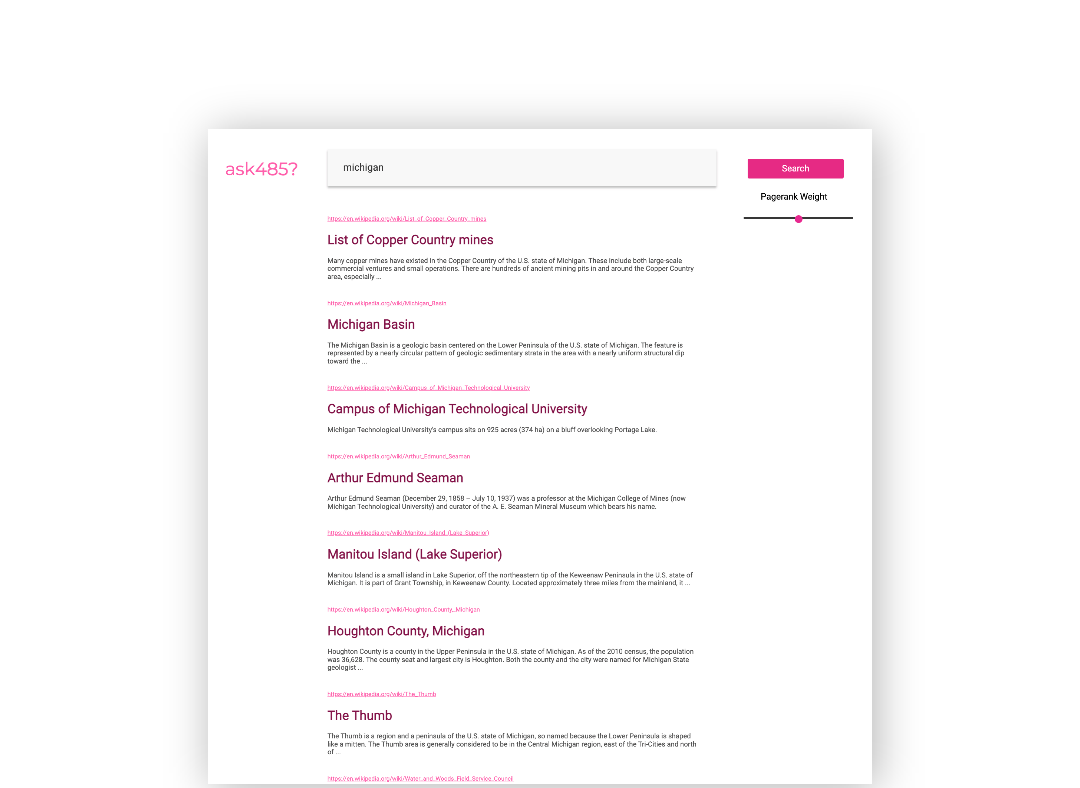 ask485?
michigan
Search
Pagerank Weight
https://en.wikipedia.org/wiki/List_of_Copper_Country_mines
List of Copper Country mines
Many copper mines have existed in the Copper Country of the U.S. state of Michigan. These include both large-scale
commercial ventures and small operations. There are hundreds of ancient mining pits in and around the Copper Country
area, especially ...
https://en.wikipedia.org/wiki/Michigan_Basin
Michigan Basin
The Michigan Basin is a geologic basin centered on the Lower Peninsula of the U.S. state of Michigan. The feature is
represented by a nearly circular pattern of geologic sedimentary strata in the area with a nearly uniform structural dip
toward the ...
https://en.wikipedia.org/wiki/Campus_of_Michigan_Technological_University
Campus of Michigan Technological University
Michigan Technological University's campus sits on 925 acres (374 ha) on a bluff overlooking Portage Lake.
https://en.wikipedia.org/wiki/Arthur_Edmund_Seaman
Arthur Edmund Seaman
Arthur Edmund Seaman (December 29, 1858 – July 10, 1937) was a professor at the Michigan College of Mines (now
Michigan Technological University) and curator of the A. E. Seaman Mineral Museum which bears his name.
https://en.wikipedia.org/wiki/Manitou_Island_(Lake_Superior)
Manitou Island (Lake Superior)
Manitou Island is a small island in Lake Superior, off the northeastern tip of the Keweenaw Peninsula in the U.S. state of
Michigan. It is part of Grant Township, in Keweenaw County. Located approximately three miles from the mainland, it ...
https://en.wikipedia.org/wiki/Houghton_County,_Michigan
Houghton County, Michigan
Houghton County is a county in the Upper Peninsula in the U.S. state of Michigan. As of the 2010 census, the population
was 36,628. The county seat and largest city is Houghton. Both the county and the city were named for Michigan State
geologist ...
https://en.wikipedia.org/wiki/The_Thumb
The Thumb
The Thumb is a region and a peninsula of the U.S. state of Michigan, so named because the Lower Peninsula is shaped
like a mitten. The Thumb area is generally considered to be in the Central Michigan region, east of the Tri-Cities and north
of ...
https://en.wikipedia.org/wiki/Water_and_Woods_Field_Service_Council